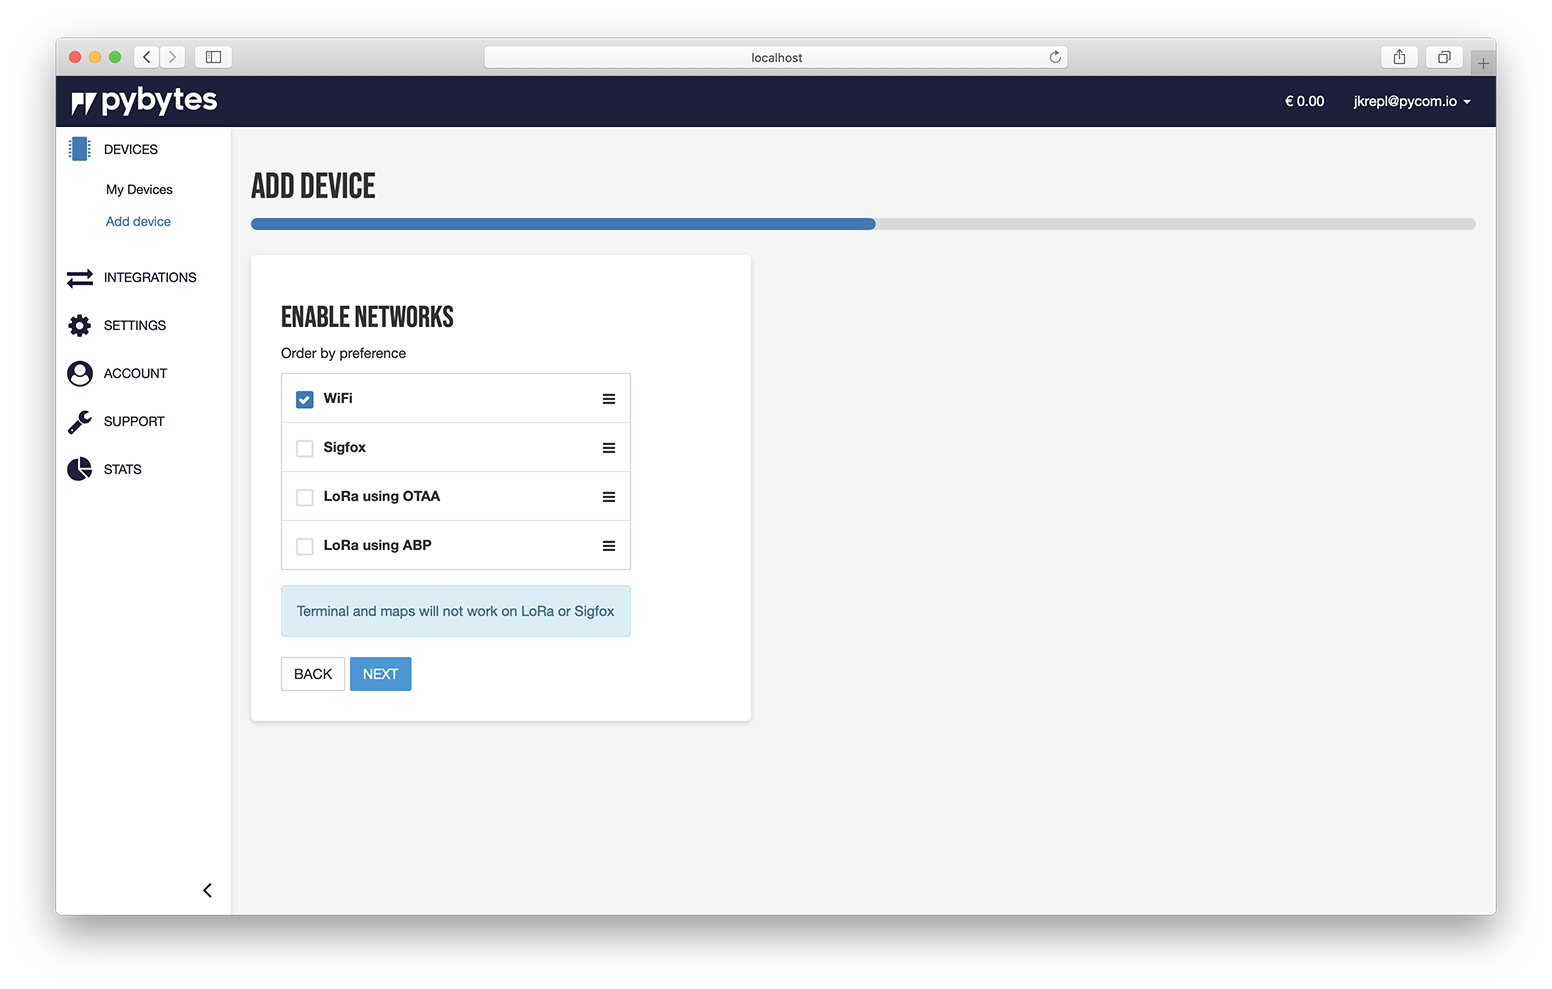 localhost
pybytes
€ 0.00
jkrepl@pycom.io
DEVICES
My Devices
Add device
INTEGRATIONS
SETTINGS
ACCOUNT
SUPPORT
STATS
ADD DEVICE
ENABLE NETWORKS
Order by preference
WiFi
Sigfox
LoRa using OTAA
LoRa using ABP
Terminal and maps will not work on LoRa or Sigfox
BACK
NEXT